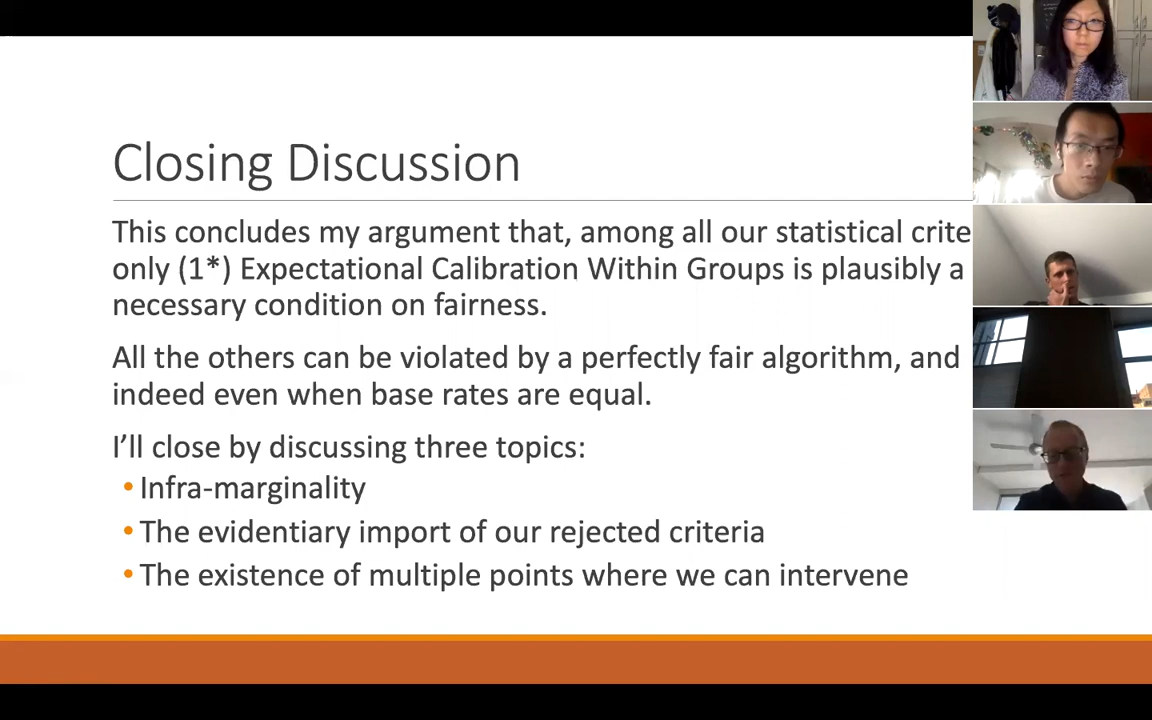 Closing Discussion
This concludes my argument that, among all our statistical crite
only (1*) Expectational Calibration Within Groups is plausibly a
necessary condition on fairness.
All the others can be violated by a perfectly fair algorithm, and
indeed even when base rates are equal.
I'll close by discussing three topics:
• Infra-marginality
• The evidentiary import of our rejected criteria
• The existence of multiple points where we can intervene